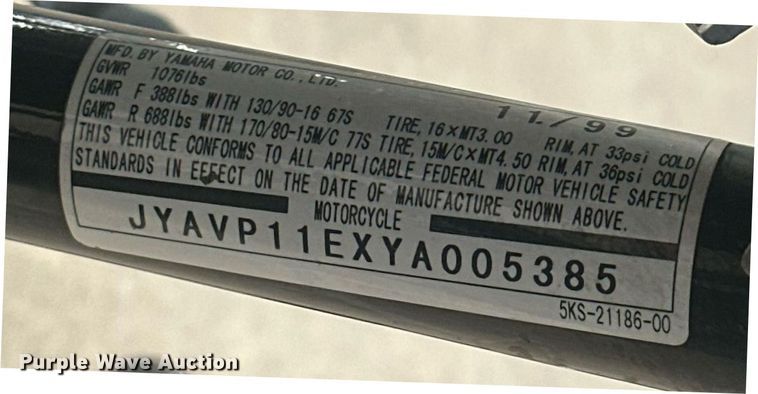 MFD. BY YAMAHA MOTOR CO., LTD.
11./99
GVWR 1076lbs
GAWR F 388lbs WITH 130/90-16 67S TIRE, 16×MT3.00 RIM, AT 33psi COLD
GAWR R 688lbs WITH 170/80-15M/C 77S TIRE, 15M/C×MT4.50 RIM, AT 36psi COLD
THIS VEHICLE CONFORMS TO ALL APPLICABLE FEDERAL MOTOR VEHICLE SAFETY
STANDARDS IN EFFECT ON THE DATE OF MANUFACTURE SHOWN ABOVE.
MOTORCYCLE
JYAVP11EXYA005385
5KS-21186-00
Purple Wave Auction